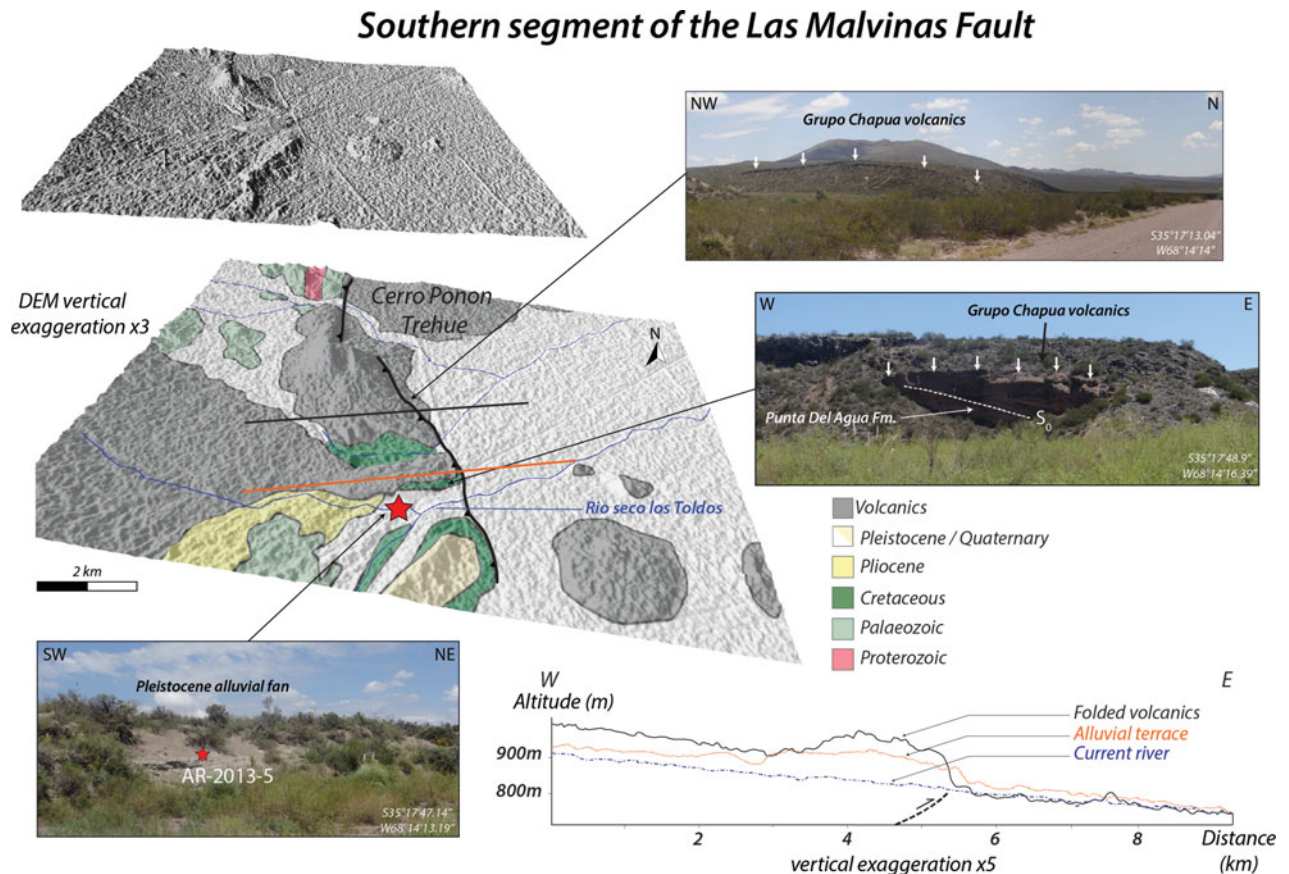 Southern segment of the Las Malvinas Fault
NW
N
Grupo Chapua volcanics
S35°17'13.04"
W68°14'14"
DEM vertical
exaggeration x3
Cerro Ponon
Trehue
N
W
E
Grupo Chapua volcanics
Punta Del Agua Fm.
S₀
S35°17'48.9"
W68°14'16.39"
Rio seco los Toldos
2 km
Volcanics
Pleistocene / Quaternary
Pliocene
Cretaceous
Palaeozoic
Proterozoic
SW
NE
Pleistocene alluvial fan
AR-2013-5
S35°17'47.14"
W68°14'13.19"
W
E
Altitude (m)
Folded volcanics
Alluvial terrace
Current river
900m
800m
2
4
6
8
Distance
(km)
vertical exaggeration x5